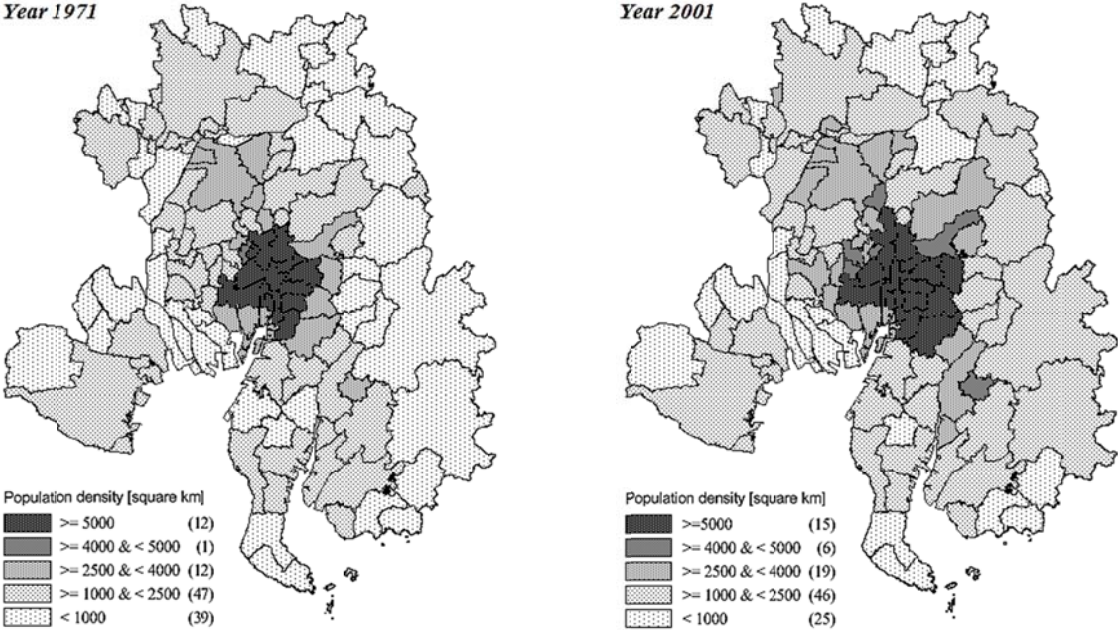 Year 1971
Population density [square km]
>= 5000 (12)
>= 4000 & < 5000 (1)
>= 2500 & < 4000 (12)
>= 1000 & < 2500 (47)
< 1000 (39)
Year 2001
Population density [square km]
>=5000 (15)
>= 4000 & < 5000 (6)
>= 2500 & < 4000 (19)
>= 1000 & < 2500 (46)
< 1000 (25)